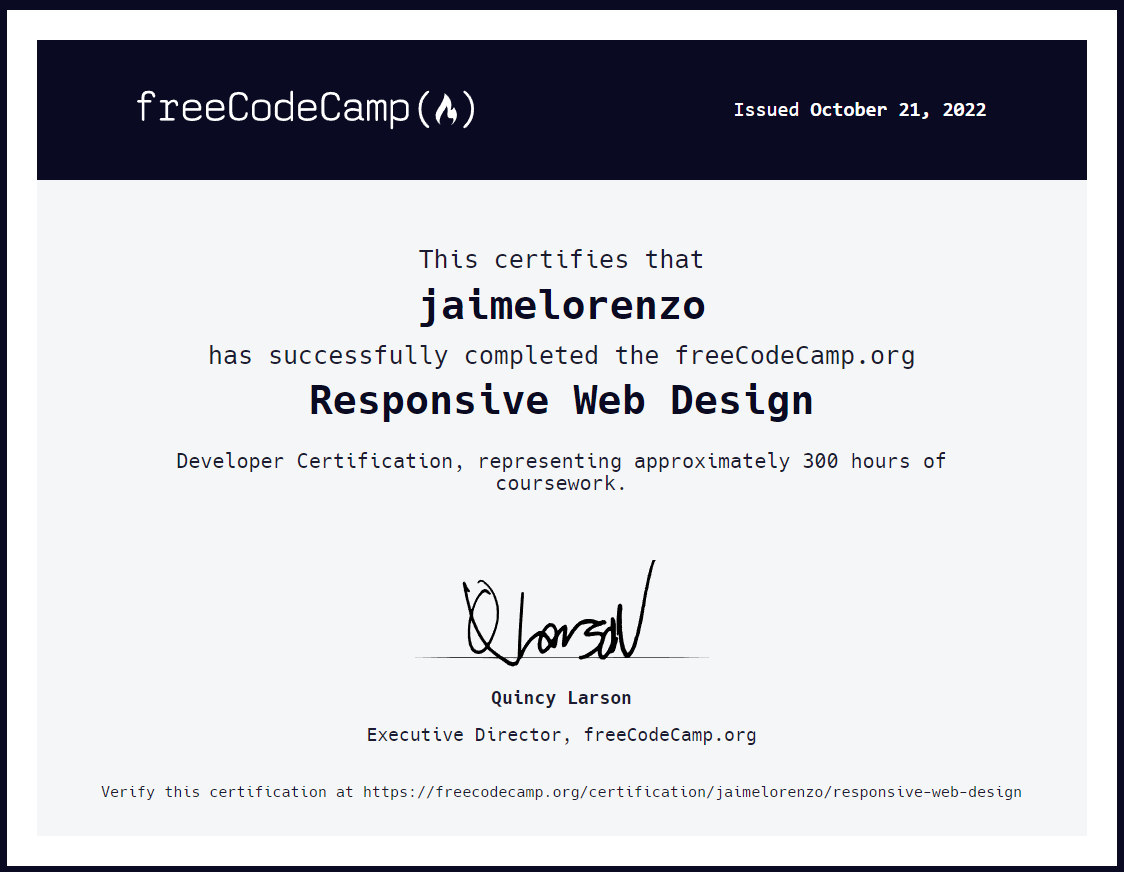 freeCodeCamp(🔥)
Issued October 21, 2022
This certifies that
jaimelorenzo
has successfully completed the freeCodeCamp.org
Responsive Web Design
Developer Certification, representing approximately 300 hours of
coursework.
Q Larson
Quincy Larson
Executive Director, freeCodeCamp.org
Verify this certification at https://freecodecamp.org/certification/jaimelorenzo/responsive-web-design